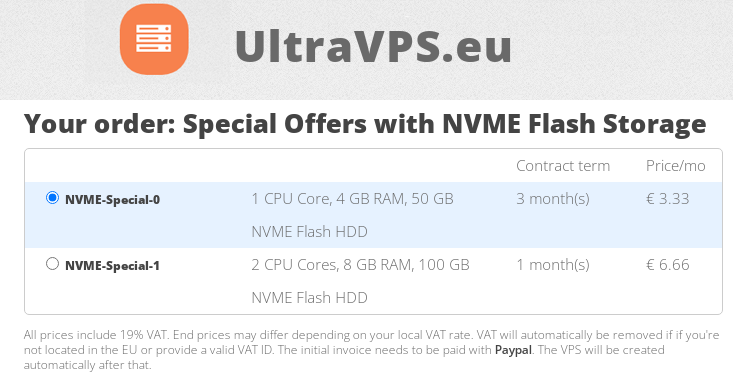 UltraVPS.eu
Your order: Special Offers with NVME Flash Storage
Contract term Price/mo
NVME-Special-0 1 CPU Core, 4 GB RAM, 50 GB 3 month(s) € 3.33
NVME Flash HDD
NVME-Special-1 2 CPU Cores, 8 GB RAM, 100 GB 1 month(s) € 6.66
NVME Flash HDD
All prices include 19% VAT. End prices may differ depending on your local VAT rate. VAT will automatically be removed if if you're
not located in the EU or provide a valid VAT ID. The initial invoice needs to be paid with Paypal. The VPS will be created
automatically after that.